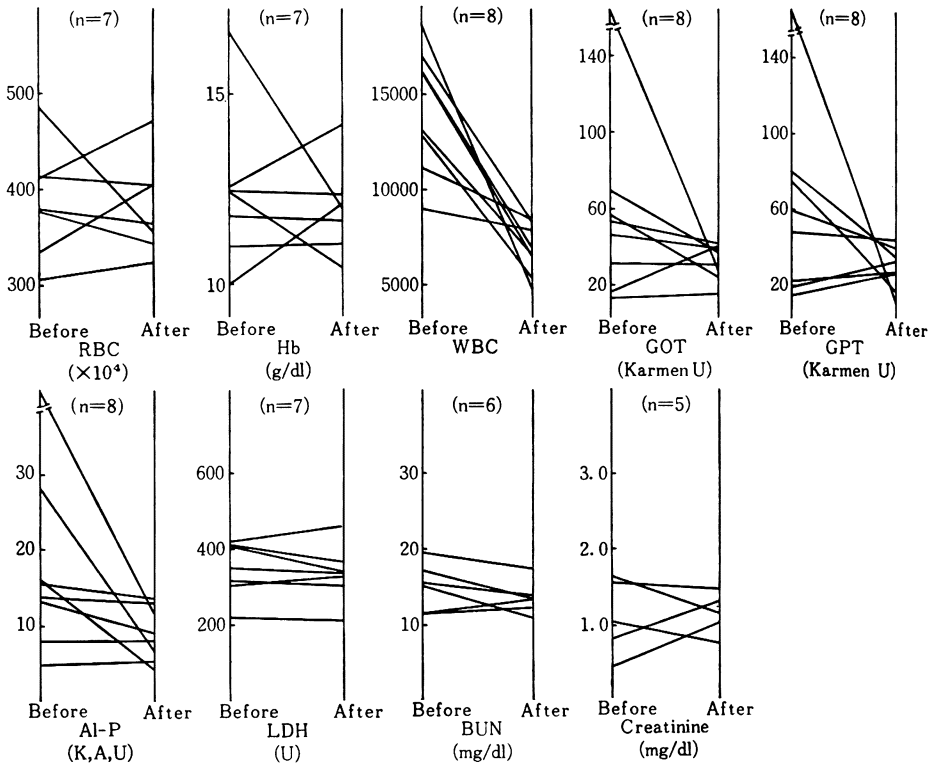 (n=7)
500
400
300
Before After
RBC
(×10⁴)
(n=7)
15
10
Before After
Hb
(g/dl)
(n=8)
15000
10000
5000
Before After
WBC
(n=8)
140
100
60
20
Before After
GOT
(Karmen U)
(n=8)
140
100
60
20
Before After
GPT
(Karmen U)
(n=8)
30
20
10
Before After
Al-P
(K,A,U)
(n=7)
600
400
200
Before After
LDH
(U)
(n=6)
30
20
10
Before After
BUN
(mg/dl)
(n=5)
3.0
2.0
1.0
Before After
Creatinine
(mg/dl)